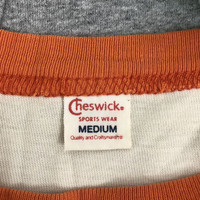 Cheswick®
SPORTS WEAR
MEDIUM
Quality and Craftsmanship